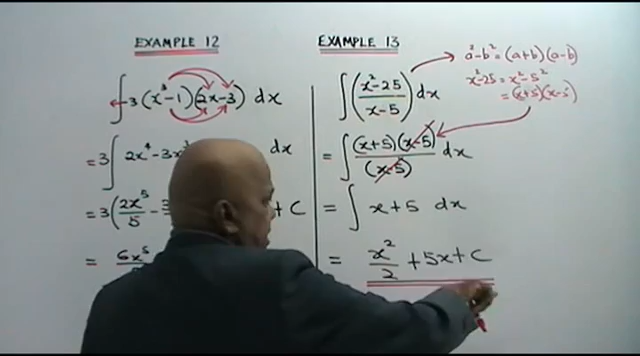 EXAMPLE 12
∫ 3(x³-1)(2x-3) dx
= 3∫ 2x⁴-3x³ dx
= 3(2x⁵/5 - + C
= 6x⁵
EXAMPLE 13
∫((x²-25)/(x-5)) dx
a²-b² = (a+b)(a-b)
x²-25 = x²-5²
= (x+5)(x-5)
= ∫ (x+5)(x-5)/(x-5) dx
= ∫ x+5 dx
= x²/2 + 5x + C